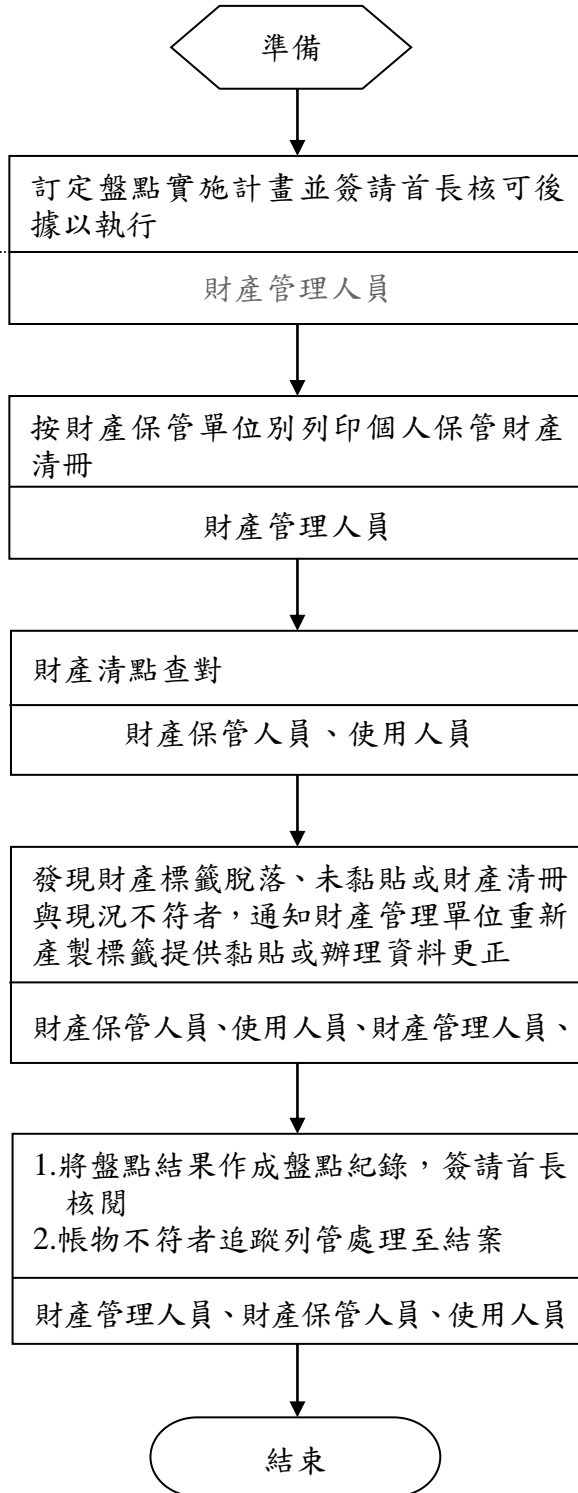 準備
訂定盤點實施計畫並簽請首長核可後
據以執行
財產管理人員
按財產保管單位別列印個人保管財產
清冊
財產管理人員
財產清點查對
財產保管人員、使用人員
發現財產標籤脫落、未黏貼或財產清冊
與現況不符者，通知財產管理單位重新
產製標籤提供黏貼或辦理資料更正
財產保管人員、使用人員、財產管理人員、
1.將盤點結果作成盤點紀錄，簽請首長
核閱
2.帳物不符者追蹤列管處理至結案
財產管理人員、財產保管人員、使用人員
結束